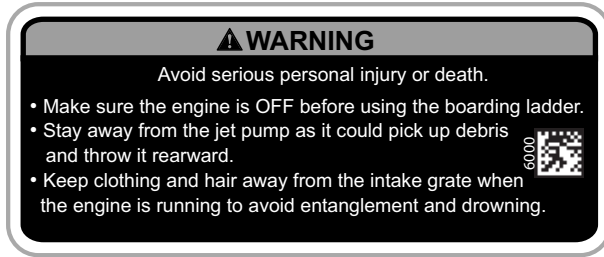 WARNING
Avoid serious personal injury or death.
• Make sure the engine is OFF before using the boarding ladder.
• Stay away from the jet pump as it could pick up debris
and throw it rearward.
6000
• Keep clothing and hair away from the intake grate when
the engine is running to avoid entanglement and drowning.